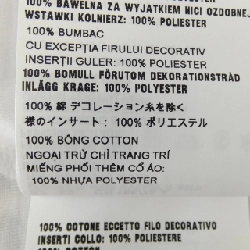 100% BAWEŁNA ZA WYJĄTKIEM NICI OZDOBNEJ
WSTAWKI KOLNIERZ: 100% POLIESTER
100% BUMBAC
CU EXCEPȚIA FIRULUI DECORATIV
INSERȚII GULER: 100% POLIESTER
100% BOMULL FÖRUTOM DEKORATIONSTRÅD
INLÄGG KRAGE: 100% POLYESTER
100% 綿 デコレーション糸を除く
襟のインサート: 100% ポリエステル
100% BÔNG COTTON
NGOẠI TRỪ CHỈ TRANG TRÍ
MIẾNG PHỐI THÊM CỔ ÁO:
100% NHỰA POLYESTER
100% COTONE ECCETTO FILO DECORATIVO
INSERTI COLLO: 100% POLIESTERE
100% COTTON